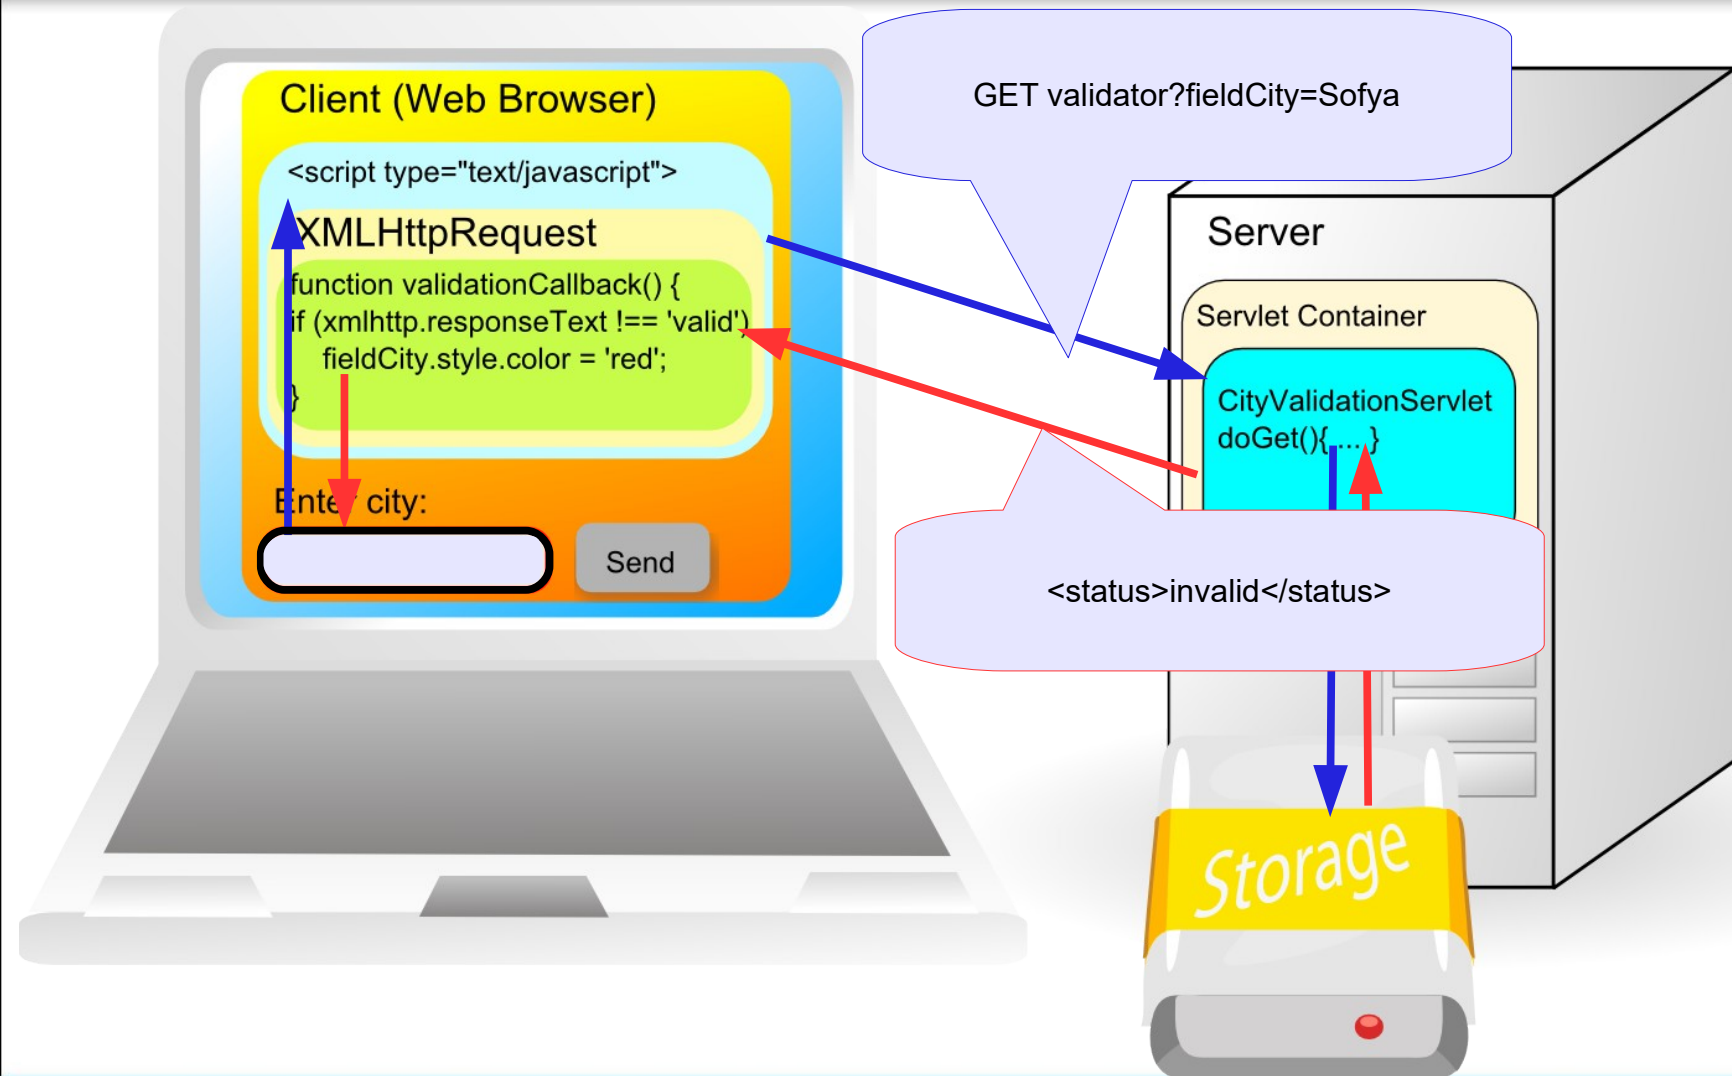 Client (Web Browser)
<script type="text/javascript">
XMLHttpRequest
function validationCallback() {
if (xmlhttp.responseText !== 'valid')
fieldCity.style.color = 'red';
}
Enter city:
Send
GET validator?fieldCity=Sofya
Server
Servlet Container
CityValidationServlet
doGet(){ .... }
<status>invalid</status>
Storage